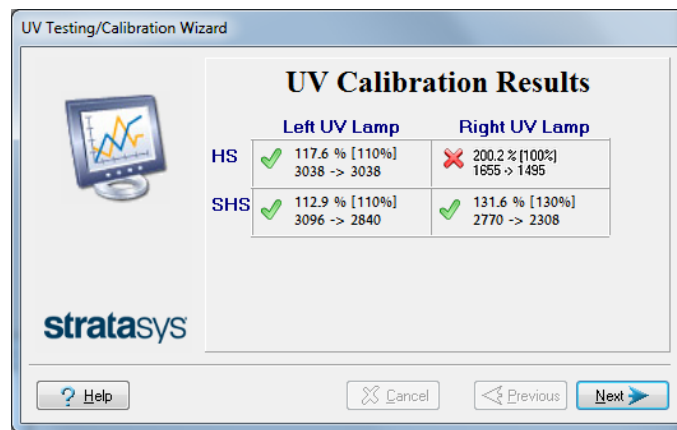 UV Testing/Calibration Wizard
UV Calibration Results
Left UV Lamp Right UV Lamp
HS 117.6 % [110%] 200.2 % [100%]
3038 -> 3038 1655 -> 1495
SHS 112.9 % [110%] 131.6 % [130%]
3096 -> 2840 2770 -> 2308
stratasys
? Help Cancel Previous Next